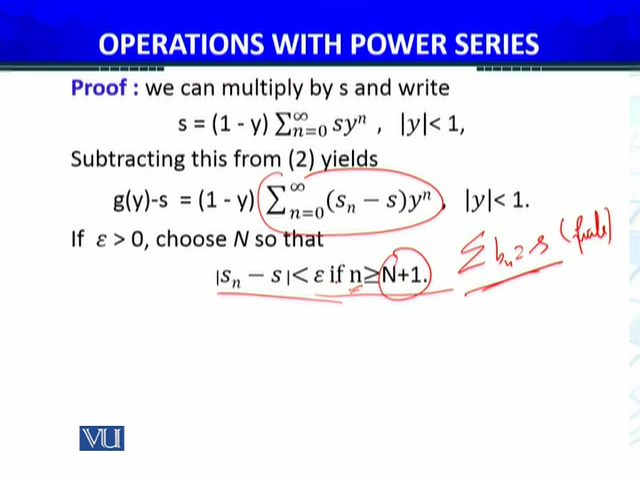 OPERATIONS WITH POWER SERIES
Proof : we can multiply by s and write
s = (1 - y) ∑_{n=0}^{∞} syⁿ , |y|< 1,
Subtracting this from (2) yields
g(y)-s = (1 - y) ∑_{n=0}^{∞} (sₙ − s)yⁿ, |y|< 1.
If ε > 0, choose N so that
|sₙ − s|< ε if n≥N+1.
∑ bₙ = s (finite)
VU